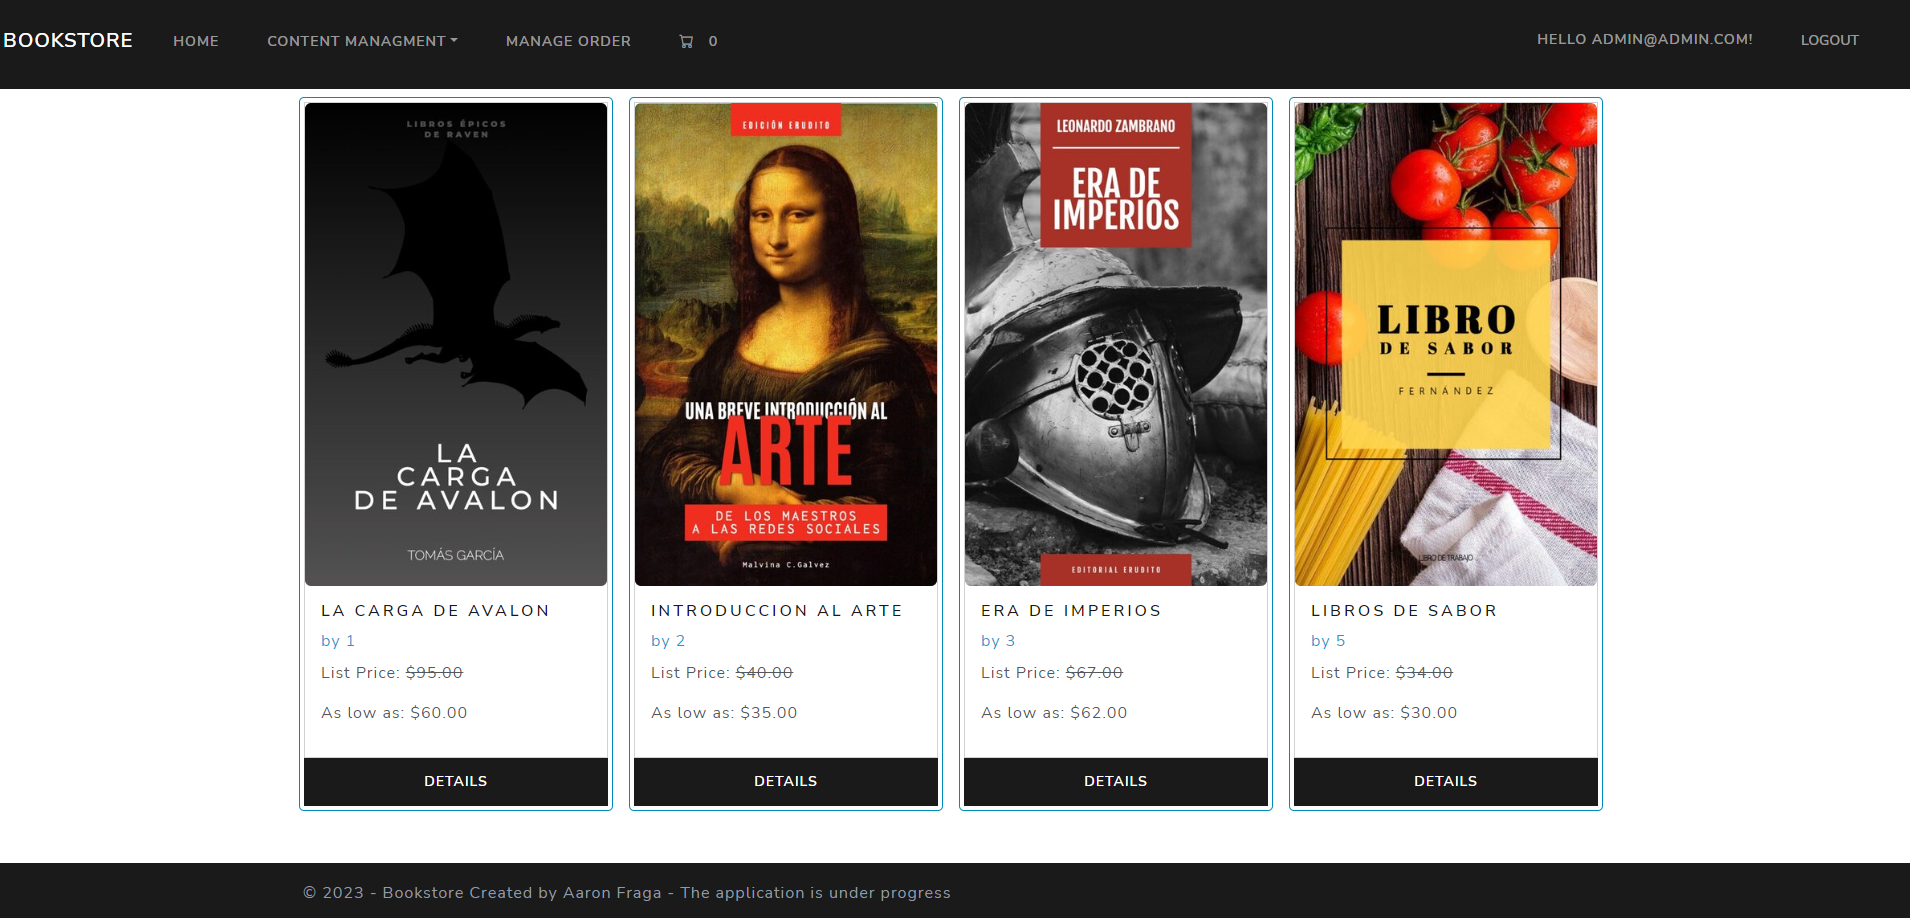 BOOKSTORE HOME CONTENT MANAGMENT MANAGE ORDER 0 HELLO ADMIN@ADMIN.COM! LOGOUT
LIBROS ÉPICOS
DE RAVEN
LA
CARGA
DE AVALON
TOMÁS GARCÍA
EDICIÓN ERUDITO
UNA BREVE INTRODUCCIÓN AL
ARTE
DE LOS MAESTROS
A LAS REDES SOCIALES
Malvina C.Galvez
LEONARDO ZAMBRANO
ERA DE
IMPERIOS
EDITORIAL ERUDITO
LIBRO
DE SABOR
FERNÁNDEZ
LIBRO DE TRABAJO
LA CARGA DE AVALON
by 1
List Price: $95.00
As low as: $60.00
DETAILS
INTRODUCCION AL ARTE
by 2
List Price: $40.00
As low as: $35.00
DETAILS
ERA DE IMPERIOS
by 3
List Price: $67.00
As low as: $62.00
DETAILS
LIBROS DE SABOR
by 5
List Price: $34.00
As low as: $30.00
DETAILS
© 2023 - Bookstore Created by Aaron Fraga - The application is under progress